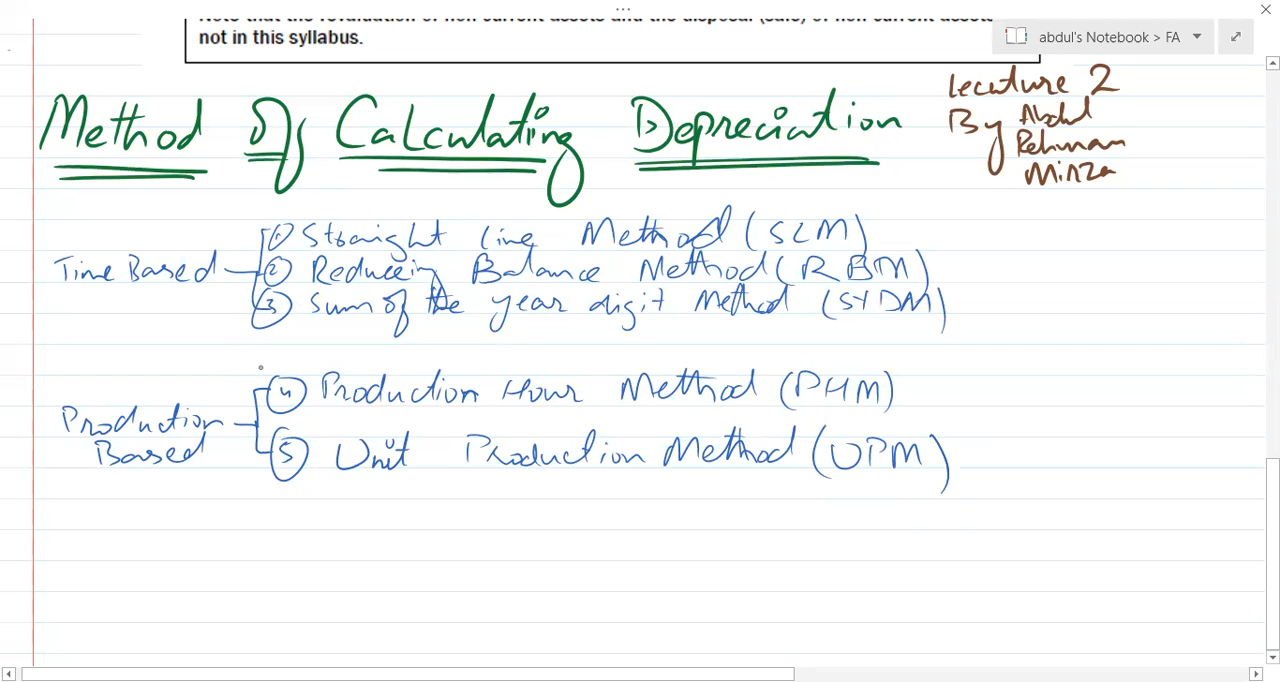 not in this syllabus.
abdul's Notebook > FA
Method Of Calculating Depreciation
Lecuture 2
By Abdul
Rehman
Mirza
Time Based
1) Straight line Method (SLM)
2 Reduceing Balance Method (RBM)
3 Sum of the year digit Method (SYDM)
Production
Based
4 Production Hour Method (PHM)
5 Unit Production Method (UPM)